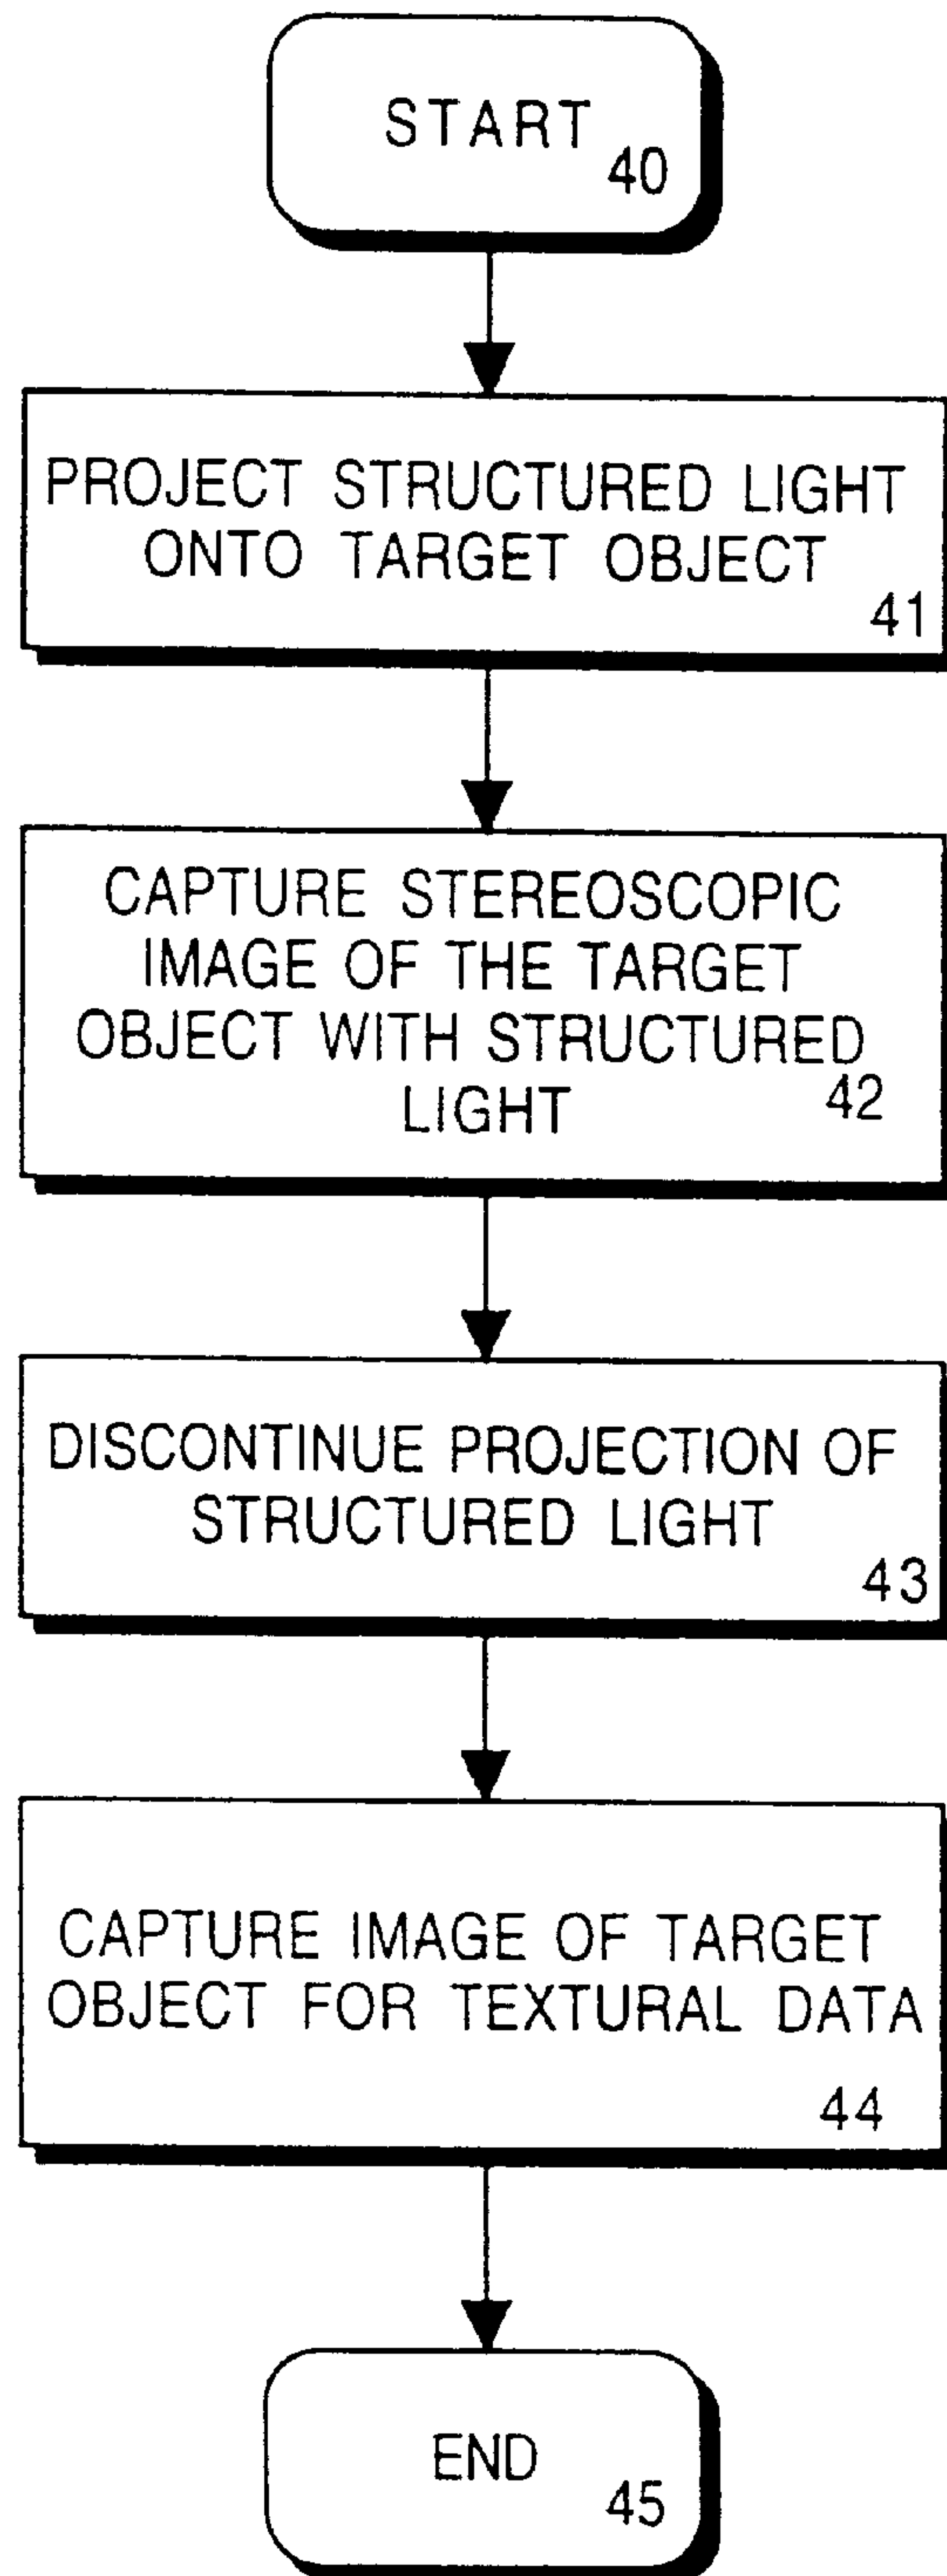 START
40
PROJECT STRUCTURED LIGHT
ONTO TARGET OBJECT
41
CAPTURE STEREOSCOPIC
IMAGE OF THE TARGET
OBJECT WITH STRUCTURED
LIGHT 42
DISCONTINUE PROJECTION OF
STRUCTURED LIGHT
43
CAPTURE IMAGE OF TARGET
OBJECT FOR TEXTURAL DATA
44
END
45